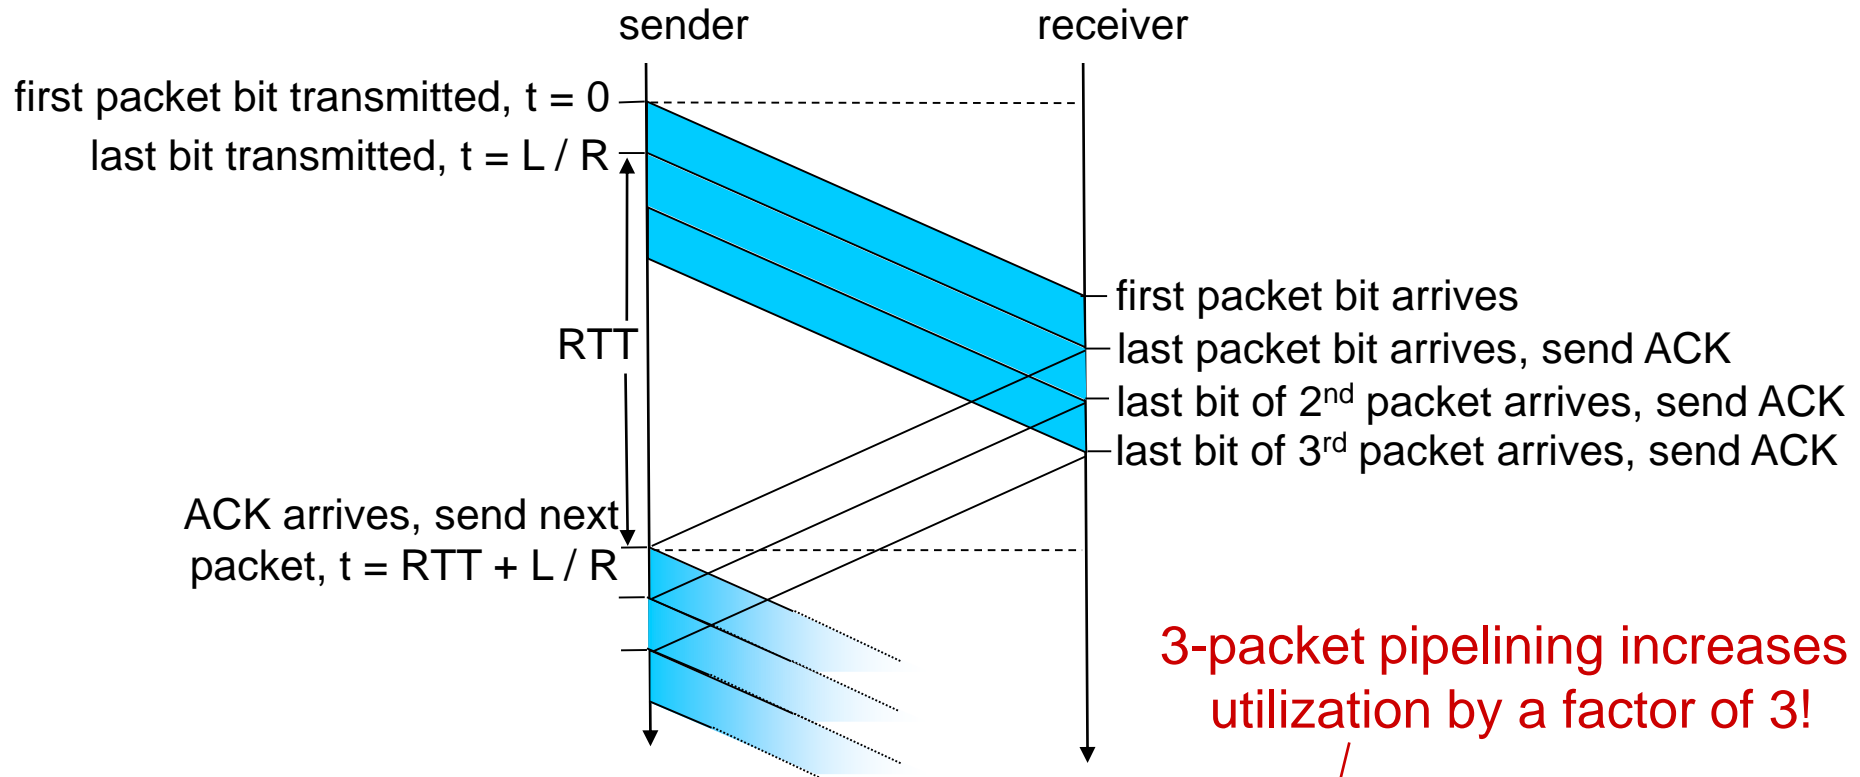 sender
receiver
first packet bit transmitted, t = 0
last bit transmitted, t = L / R
first packet bit arrives
RTT
last packet bit arrives, send ACK
last bit of 2nd packet arrives, send ACK
last bit of 3rd packet arrives, send ACK
ACK arrives, send next
packet, t = RTT + L / R
3-packet pipelining increases
utilization by a factor of 3!